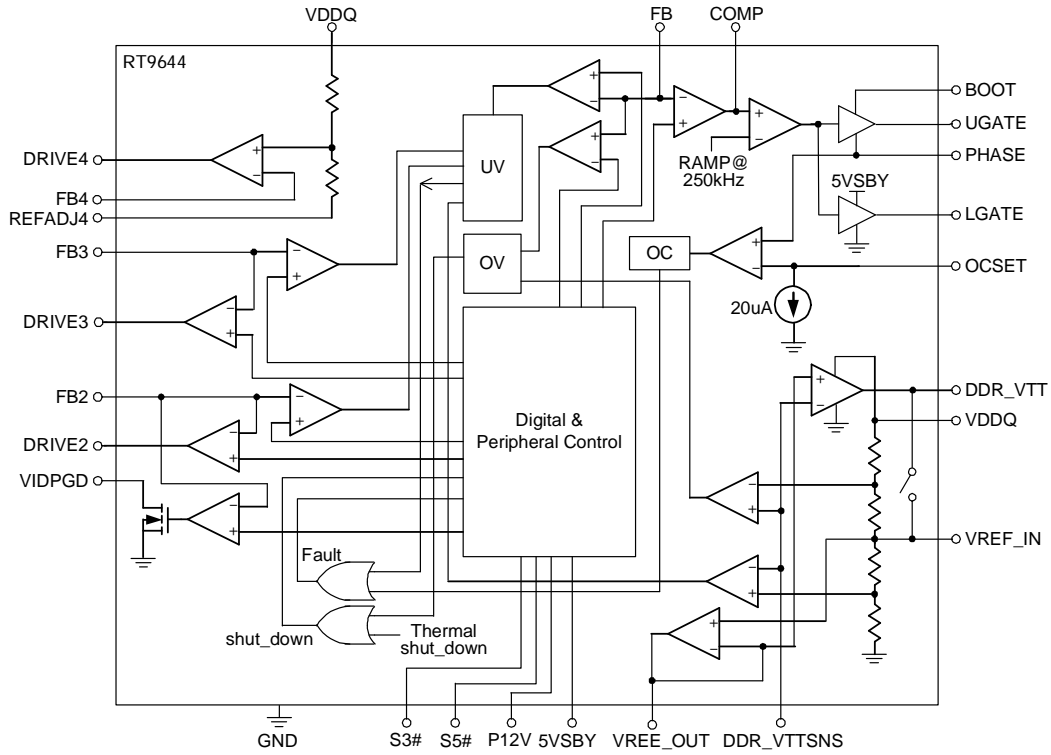 VDDQ
FB
COMP
RT9644
BOOT
UGATE
PHASE
DRIVE4
UV
RAMP@
250kHz
5VSBY
FB4
REFADJ4
LGATE
FB3
OV
OC
OCSET
20uA
DRIVE3
FB2
DDR_VTT
Digital &
Peripheral Control
VDDQ
DRIVE2
VIDPGD
VREF_IN
Fault
shut_down
Thermal
shut_down
GND
S3#
S5#
P12V
5VSBY
VREE_OUT
DDR_VTTSNS